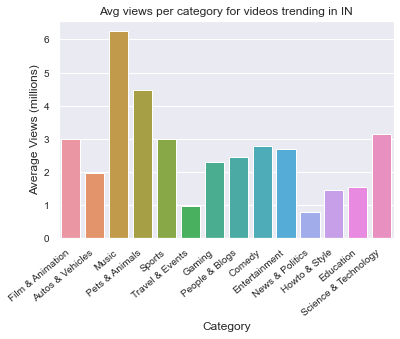 Avg views per category for videos trending in IN
Average Views (millions)
6
5
4
3
2
1
0
Film & Animation
Autos & Vehicles
Music
Pets & Animals
Sports
Travel & Events
Gaming
People & Blogs
Comedy
Entertainment
News & Politics
Howto & Style
Education
Science & Technology
Category